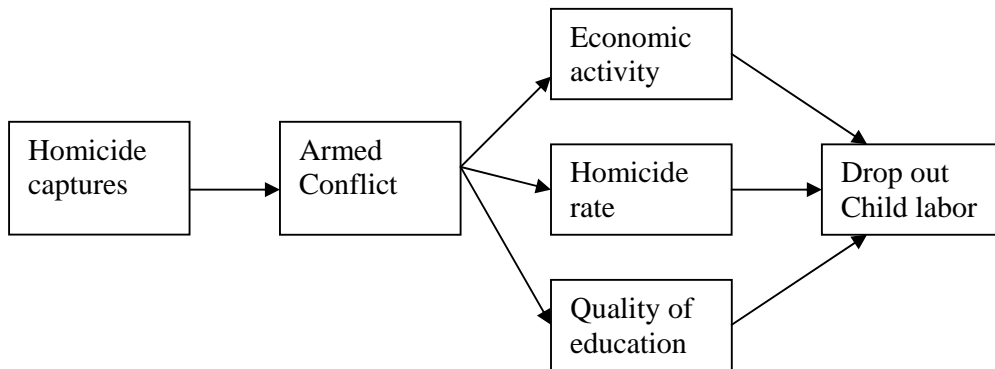 Economic
activity
Homicide
captures
Armed
Conflict
Homicide
rate
Drop out
Child labor
Quality of
education